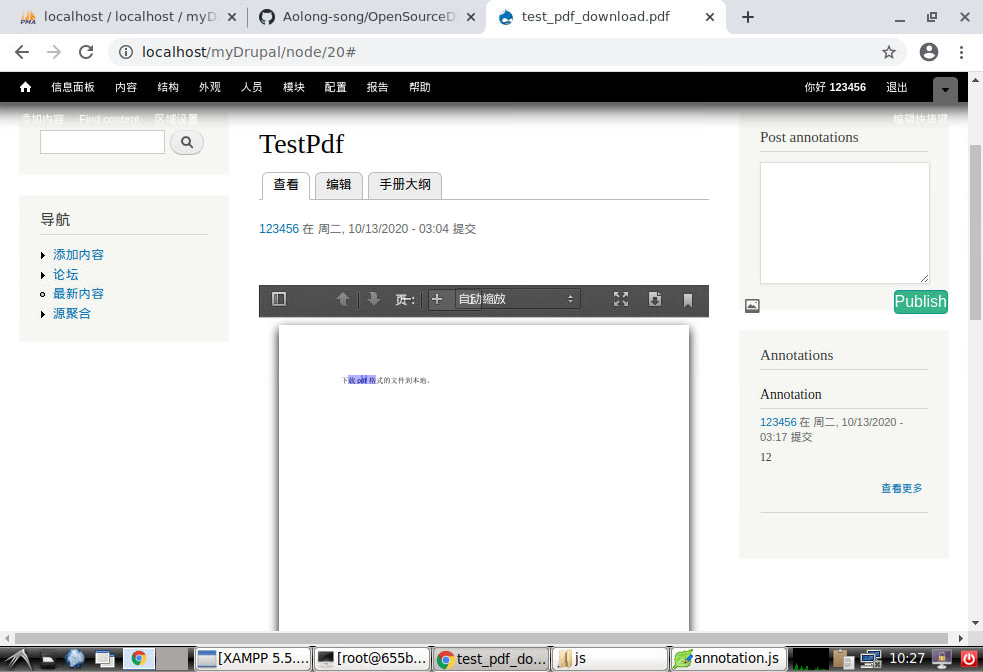 PMA
localhost / localhost / myD
Aolong-song/OpenSourceD
test_pdf_download.pdf
localhost/myDrupal/node/20#
信息面板 内容 结构 外观 人员 模块 配置 报告 帮助 你好 123456 退出
添加内容 Find content 区域设置 编辑快捷键
TestPdf
查看 编辑 手册大纲
123456 在 周二, 10/13/2020 - 03:04 提交
导航
添加内容
论坛
最新内容
源聚合
页: 自动缩放
下载 pdf 格式的文件到本地。
Post annotations
Publish
Annotations
Annotation
123456 在 周二, 10/13/2020 -
03:17 提交
12
查看更多
[XAMPP 5.5.... [root@655b... test_pdf_do... js annotation.js 10:27